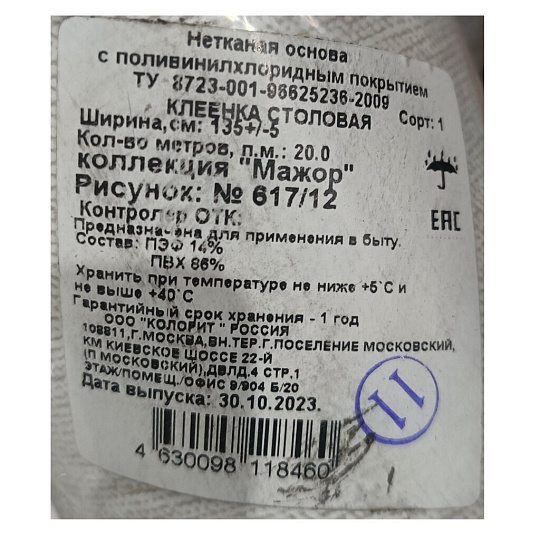 Нетканая основа
с поливинилхлоридным покрытием
ТУ 8723-001-96625236-2009
КЛЕЕНКА СТОЛОВАЯ Сорт: 1
Ширина,см: 135+/-5
Кол-во метров, п.м.: 20.0
коллекция "Мажор"
Рисунок: № 617/12
Контролер ОТК:
EAC
Предназначена для применения в быту.
Состав: ПЭФ 14%
ПВХ 86%
Хранить при температуре не ниже +5°С и
не выше +40°С
Гарантийный срок хранения - 1 год
ООО "КОЛОРИТ " РОССИЯ
108811,Г.МОСКВА,ВН.ТЕР.Г.ПОСЕЛЕНИЕ МОСКОВСКИЙ,
КМ КИЕВСКОЕ ШОССЕ 22-Й
(П МОСКОВСКИЙ),ДВЛД.4 СТР.1
ЭТАЖ/ПОМЕЩ./ОФИС 9/904 Б/20
Дата выпуска: 30.10.2023.
11
4 630098 118460